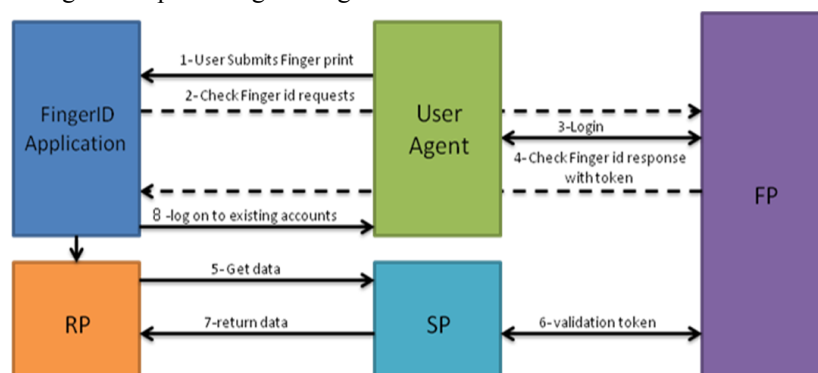 1-User Submits Finger print
2-Check Finger id requests
FingerID
Application
User
Agent
3-Login
4-Check Finger id response
with token
FP
8 -log on to existing accounts
5-Get data
RP
SP
7-return data
6-validation token